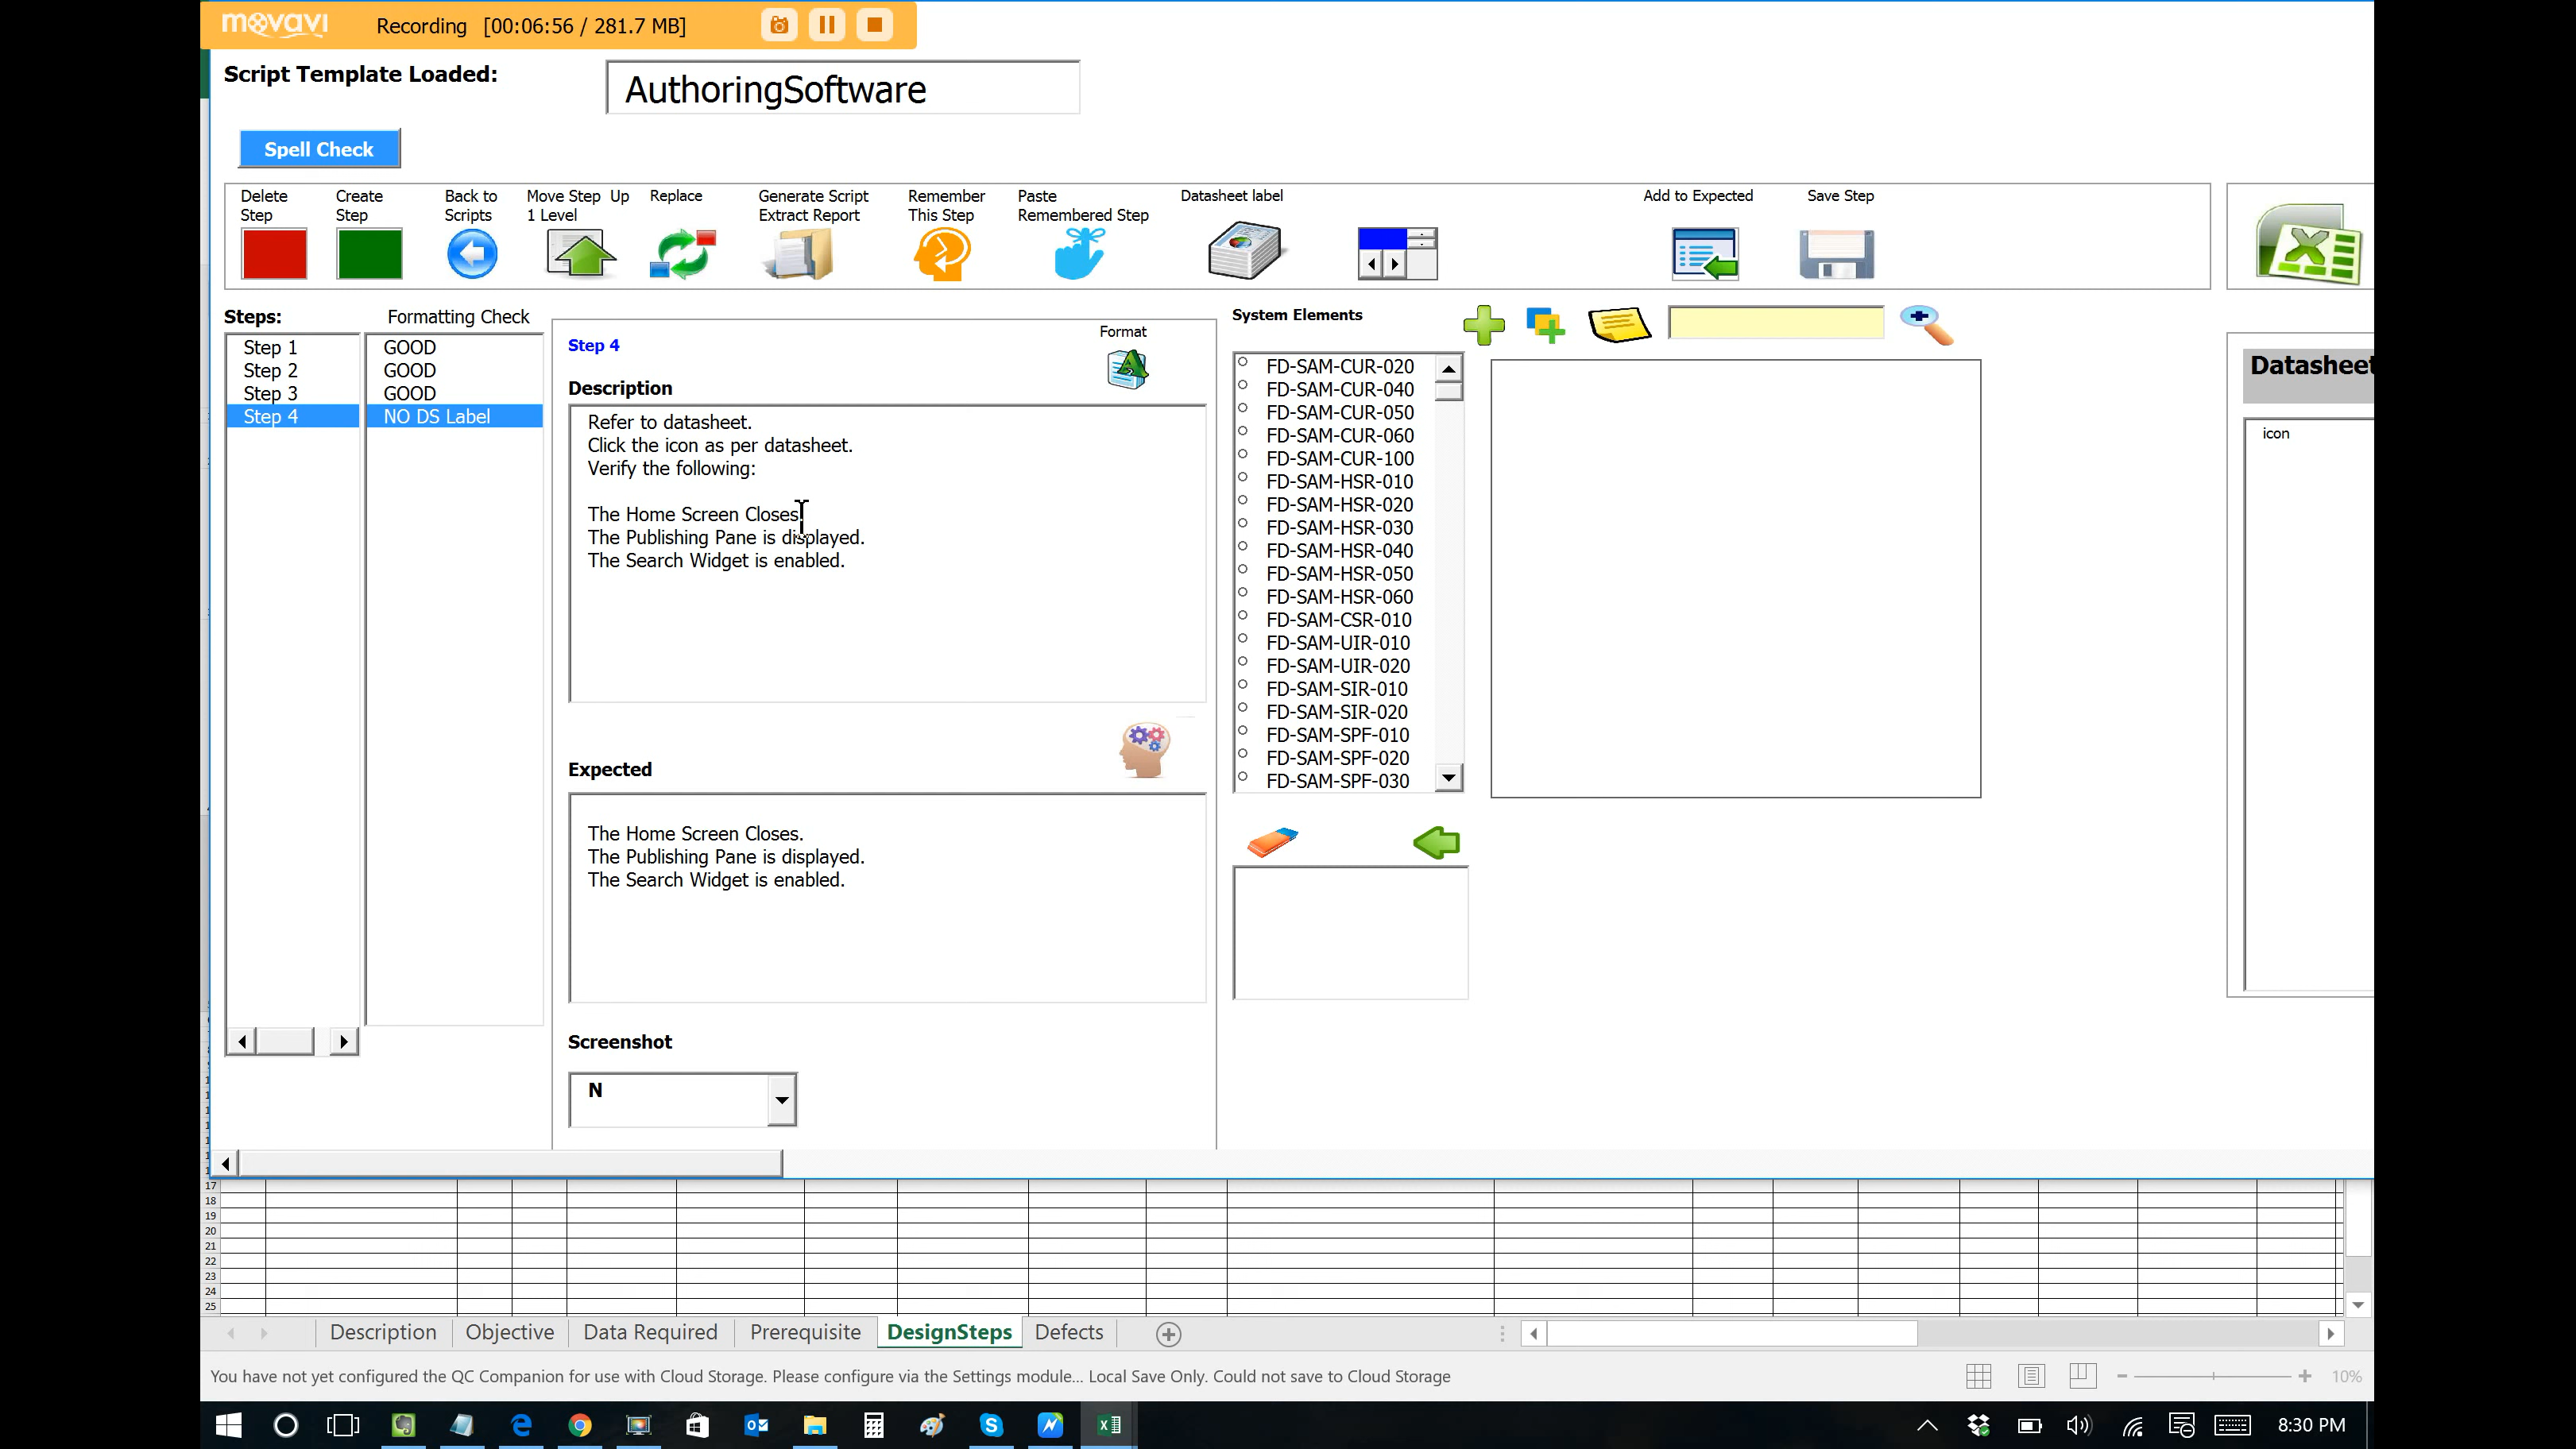 movavi
Recording [00:06:56 / 281.7 MB]
Script Template Loaded:
AuthoringSoftware
Spell Check
Delete Step
Create Step
Back to Scripts
Move Step Up 1 Level
Replace
Generate Script Extract Report
Remember This Step
Paste Remembered Step
Datasheet label
Add to Expected
Save Step
Steps:
Formatting Check
Step 1 GOOD
Step 2 GOOD
Step 3 GOOD
Step 4 NO DS Label
Step 4
Format
Description
Refer to datasheet.
Click the icon as per datasheet.
Verify the following:
The Home Screen Closes.
The Publishing Pane is displayed.
The Search Widget is enabled.
Expected
The Home Screen Closes.
The Publishing Pane is displayed.
The Search Widget is enabled.
Screenshot
N
System Elements
FD-SAM-CUR-020
FD-SAM-CUR-040
FD-SAM-CUR-050
FD-SAM-CUR-060
FD-SAM-CUR-100
FD-SAM-HSR-010
FD-SAM-HSR-020
FD-SAM-HSR-030
FD-SAM-HSR-040
FD-SAM-HSR-050
FD-SAM-HSR-060
FD-SAM-CSR-010
FD-SAM-UIR-010
FD-SAM-UIR-020
FD-SAM-SIR-010
FD-SAM-SIR-020
FD-SAM-SPF-010
FD-SAM-SPF-020
FD-SAM-SPF-030
Datasheet
icon
17
18
19
20
21
22
23
24
25
Description Objective Data Required Prerequisite DesignSteps Defects
You have not yet configured the QC Companion for use with Cloud Storage. Please configure via the Settings module... Local Save Only. Could not save to Cloud Storage
10%
8:30 PM